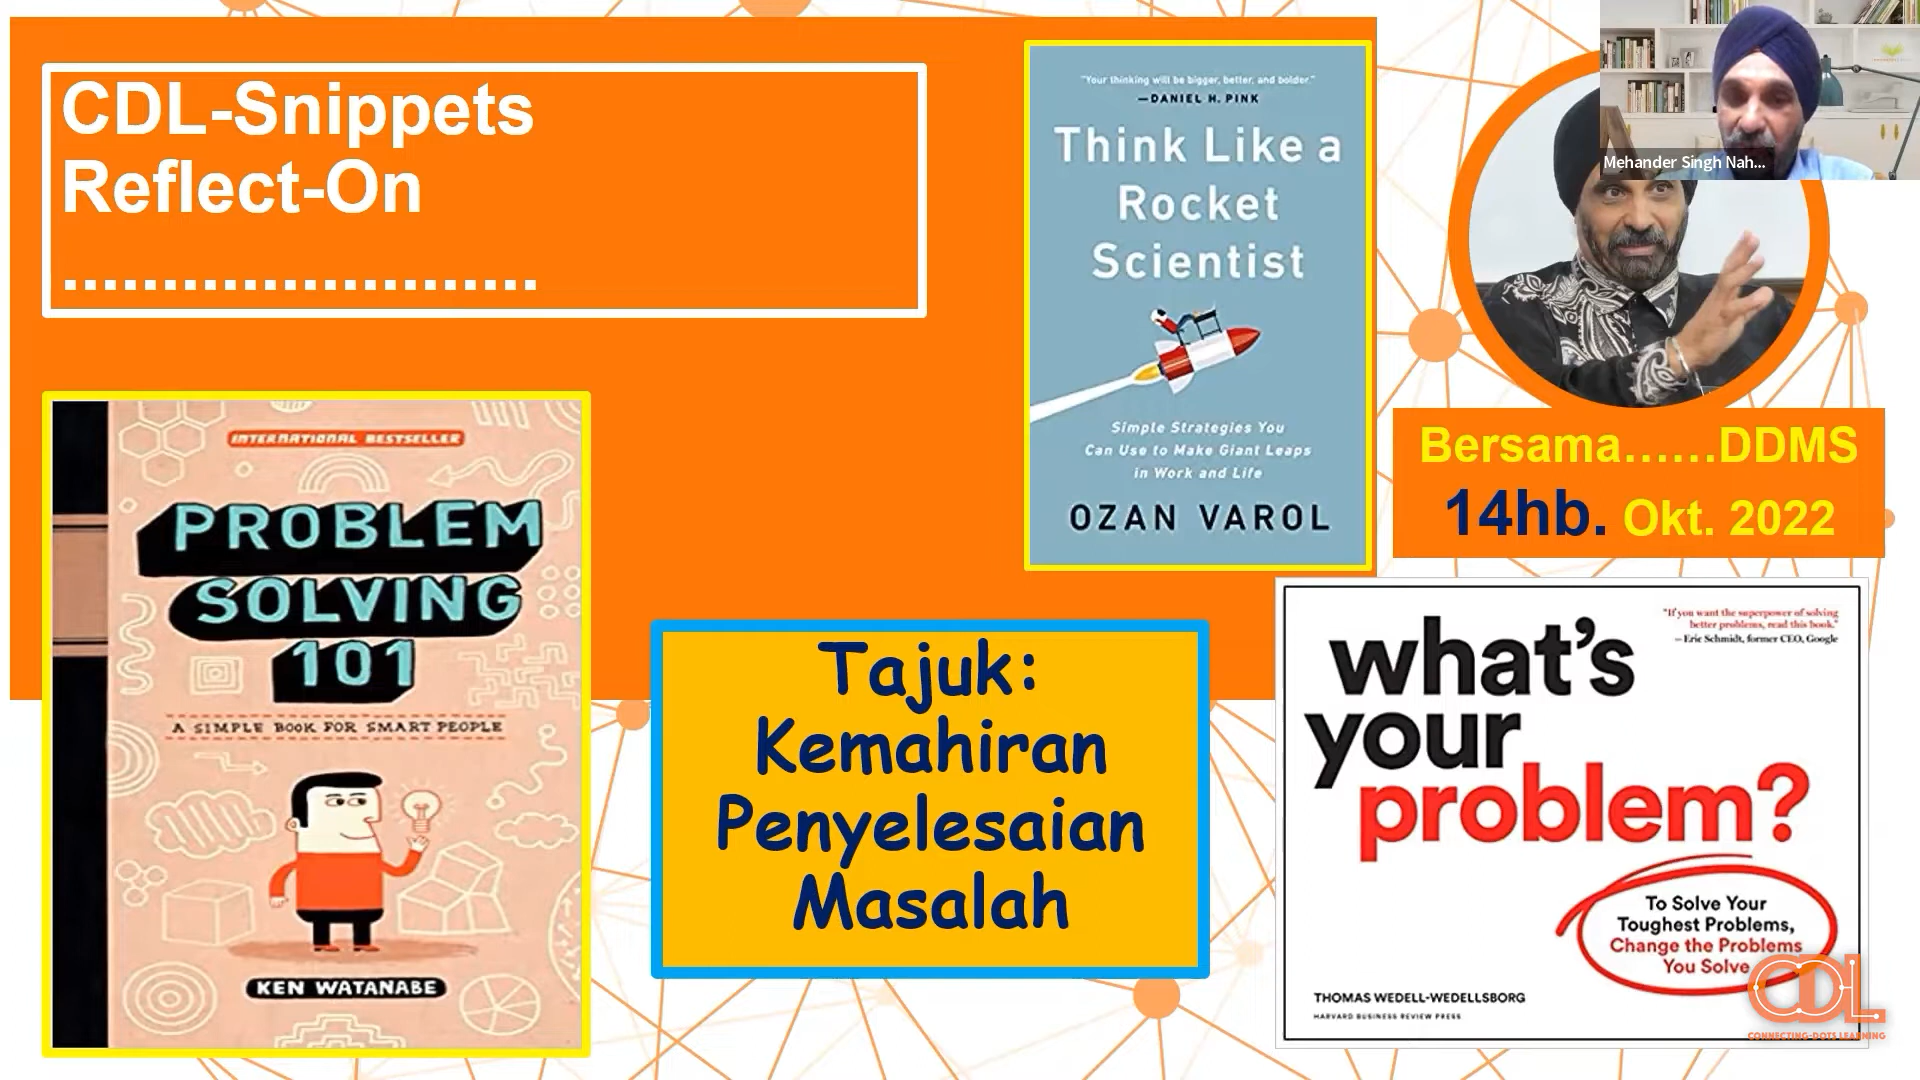 CDL-Snippets
Reflect-On
........................
"Your thinking will be bigger, better, and bolder."
—DANIEL H. PINK
Think Like a
Rocket
Scientist
Simple Strategies You
Can Use to Make Giant Leaps
in Work and Life
OZAN VAROL
Mehander Singh Nah...
Bersama......DDMS
14hb. Okt. 2022
INTERNATIONAL BESTSELLER
PROBLEM
SOLVING
101
A SIMPLE BOOK FOR SMART PEOPLE
KEN WATANABE
Tajuk:
Kemahiran
Penyelesaian
Masalah
"If you want the superpower of solving
better problems, read this book."
– Eric Schmidt, former CEO, Google
what's
your
problem?
To Solve Your
Toughest Problems,
Change the Problems
You Solve
THOMAS WEDELL-WEDELLSBORG
HARVARD BUSINESS REVIEW PRESS
CDL
CONNECTING-DOTS LEARNING